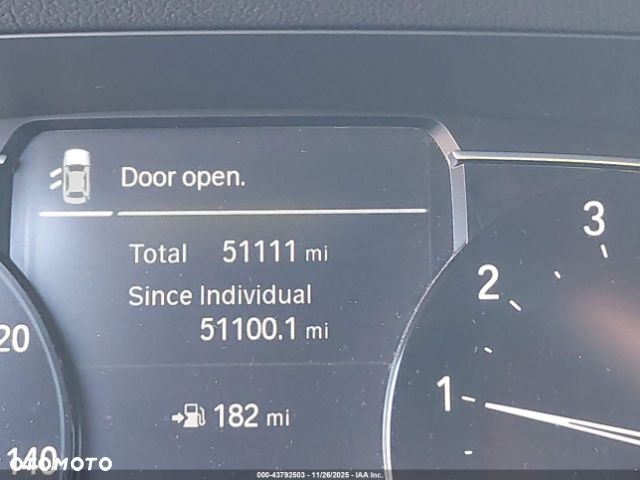 Door open.
Total 51111 mi
Since Individual
51100.1 mi
182 mi
3
2
1
20
140
OTOMOTO
000-43792503 - 11/26/2025 - IAA Inc.